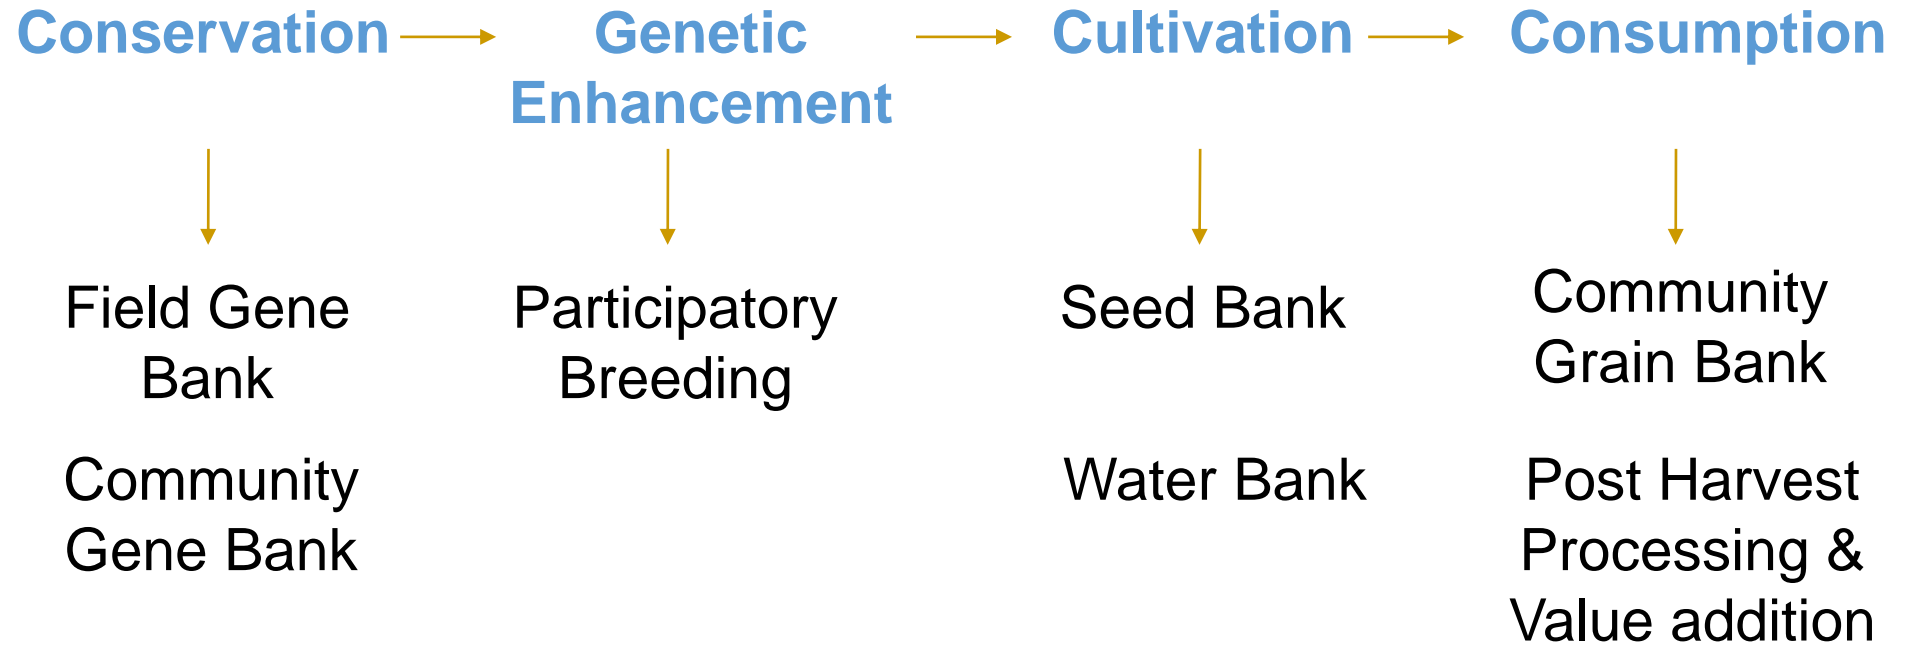 Conservation
Genetic
Enhancement
Cultivation
Consumption
Field Gene
Bank
Community
Gene Bank
Participatory
Breeding
Seed Bank
Water Bank
Community
Grain Bank
Post Harvest
Processing &
Value addition